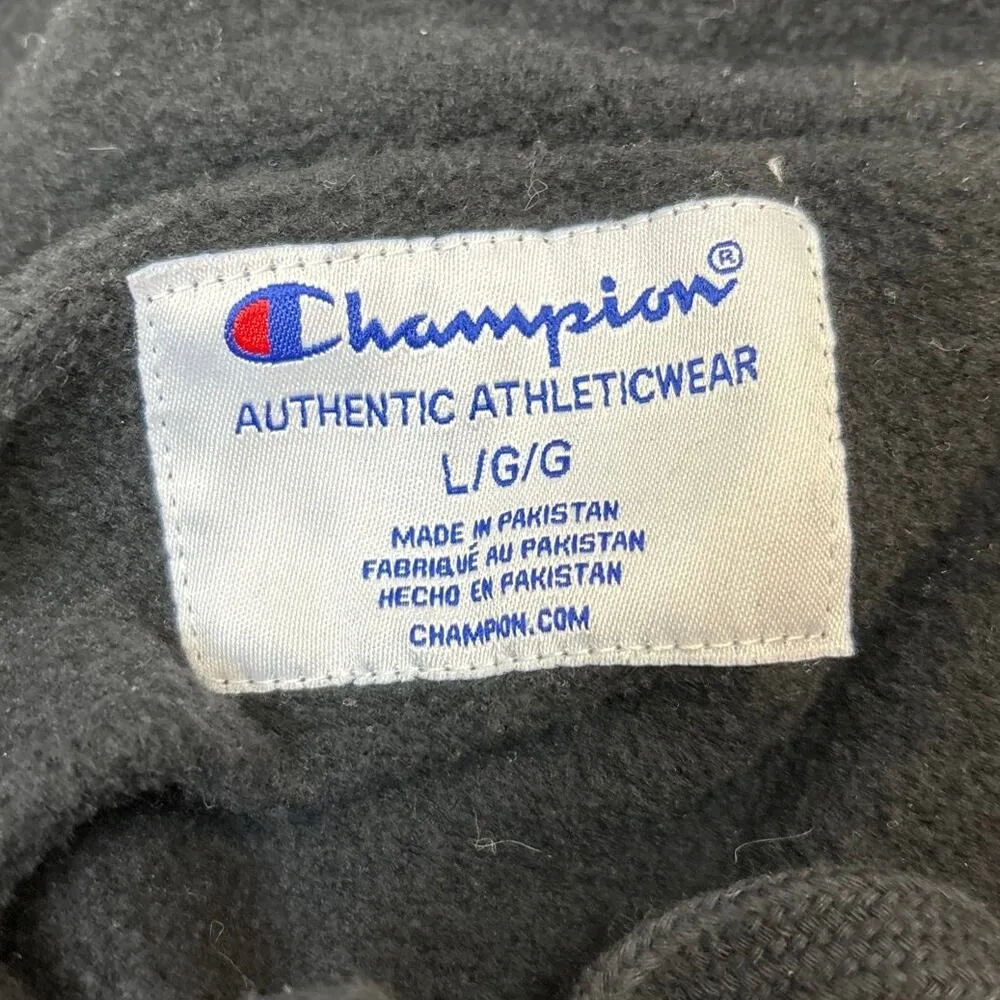 Champion®
AUTHENTIC ATHLETICWEAR
L/G/G
MADE IN PAKISTAN
FABRIQUÉ AU PAKISTAN
HECHO EN PAKISTAN
CHAMPION.COM